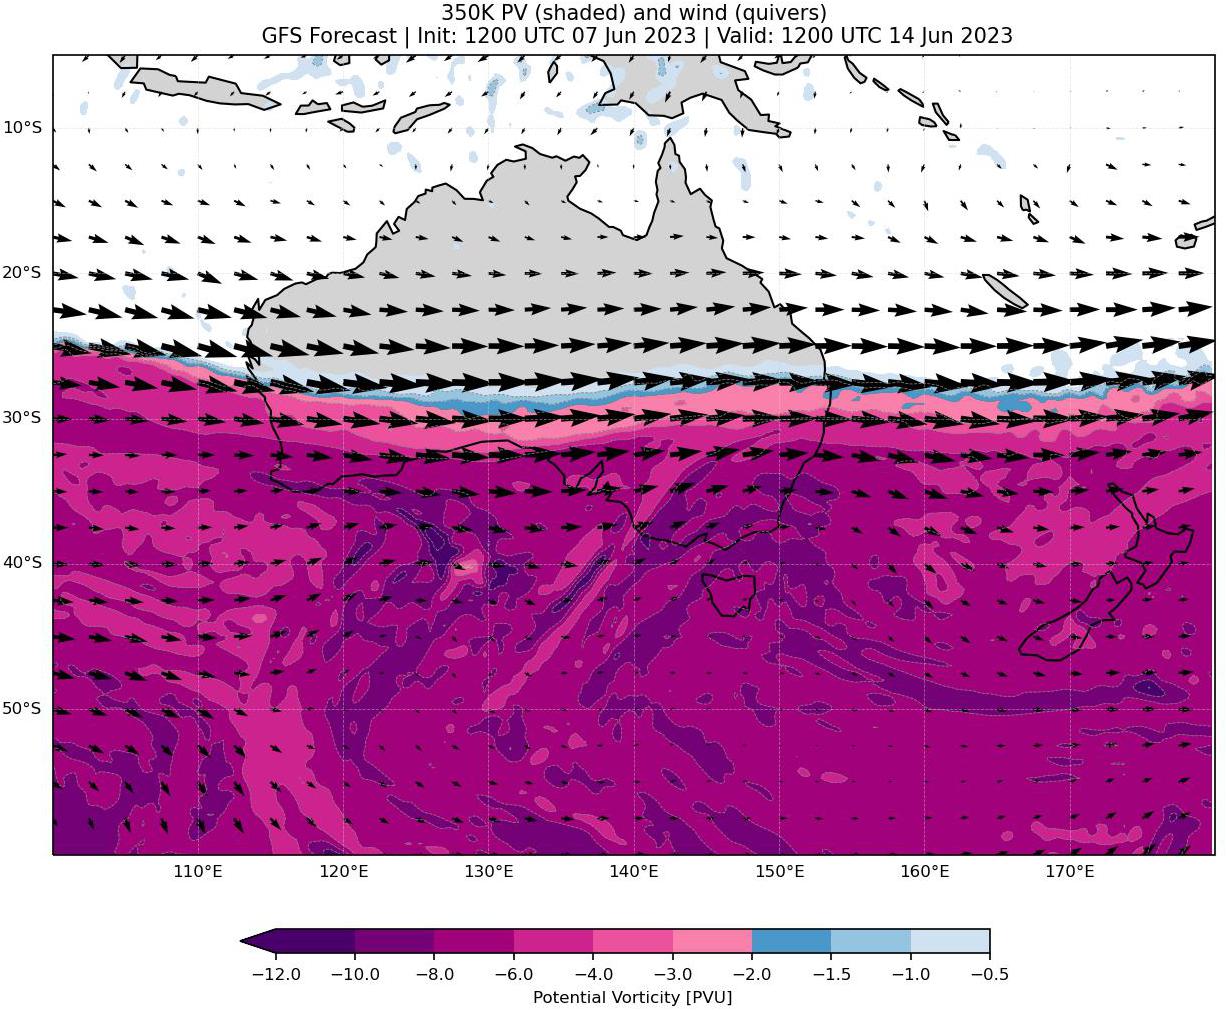 350K PV (shaded) and wind (quivers)
GFS Forecast | Init: 1200 UTC 07 Jun 2023 | Valid: 1200 UTC 14 Jun 2023
10°S
20°S
30°S
40°S
50°S
110°E 120°E 130°E 140°E 150°E 160°E 170°E
−12.0 −10.0 −8.0 −6.0 −4.0 −3.0 −2.0 −1.5 −1.0 −0.5
Potential Vorticity [PVU]